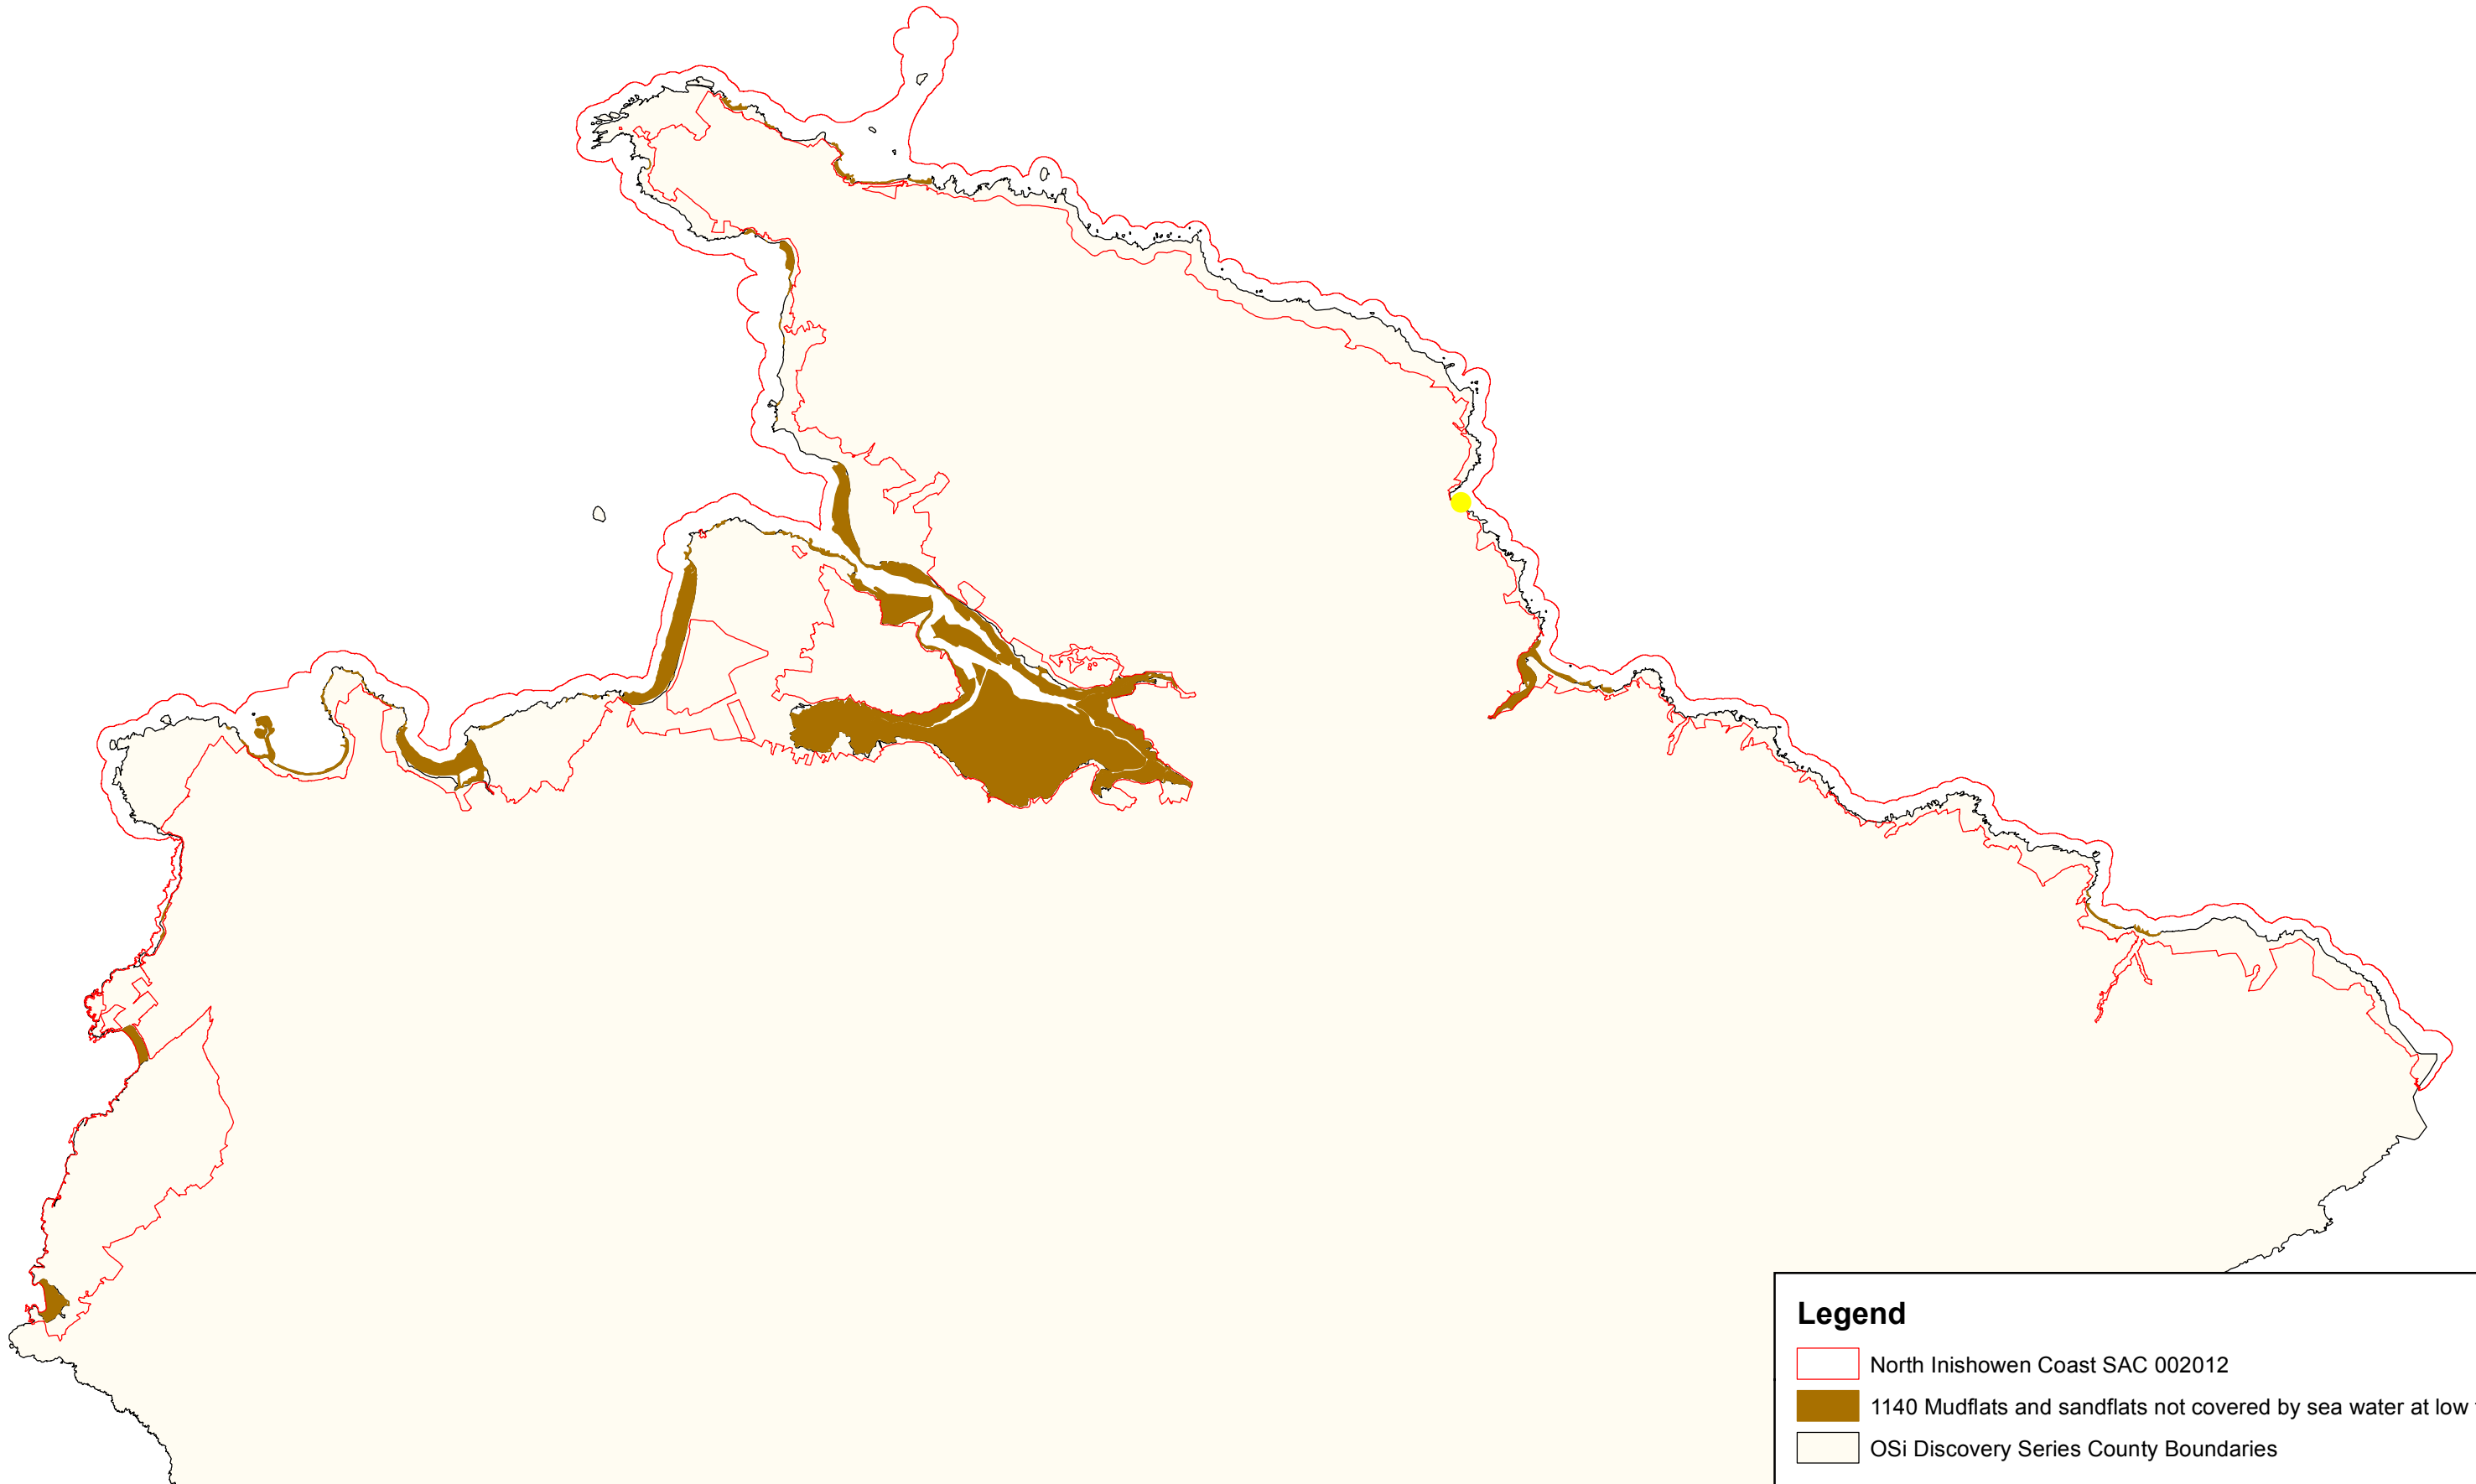 Legend
North Inishowen Coast SAC 002012
1140 Mudflats and sandflats not covered by sea water at low
OSi Discovery Series County Boundaries